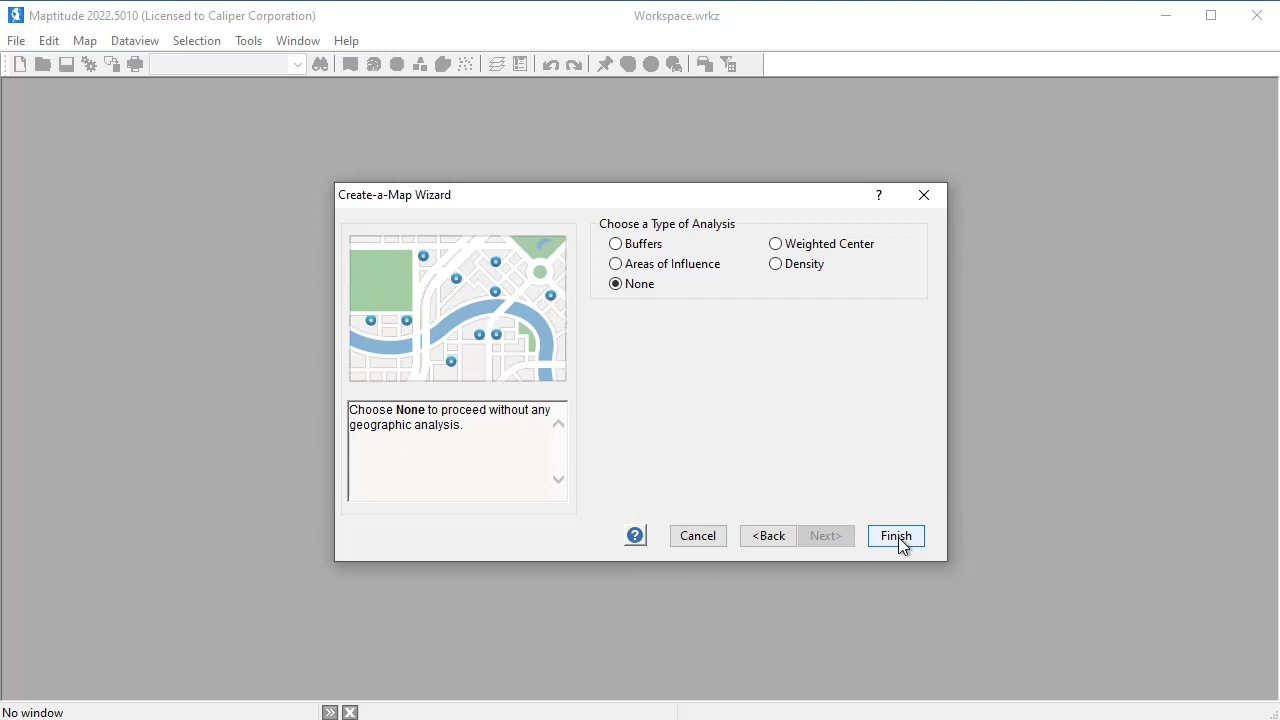 Maptitude 2022.5010 (Licensed to Caliper Corporation)
Workspace.wrkz
File Edit Map Dataview Selection Tools Window Help
Create-a-Map Wizard
?
Choose a Type of Analysis
Buffers
Weighted Center
Areas of Influence
Density
None
Choose None to proceed without any
geographic analysis.
?
Cancel
<Back
Next>
Finish
No window